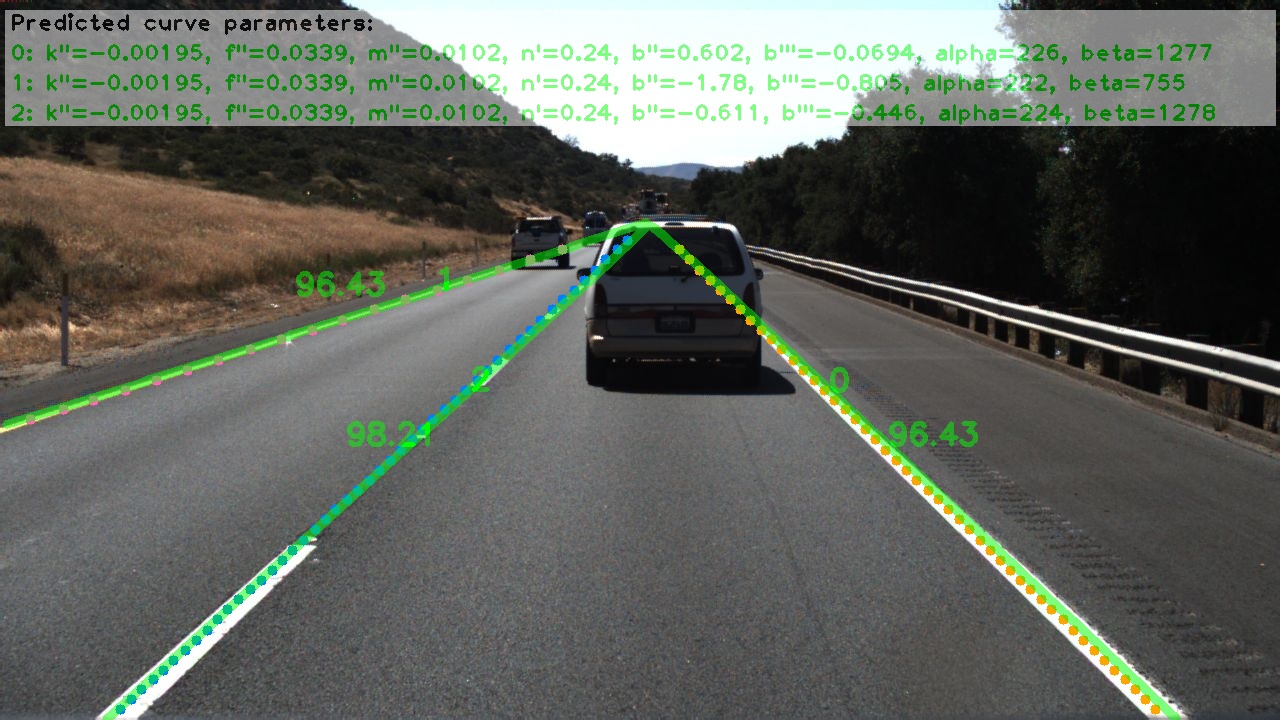 Predicted curve parameters:
0: k''=-0.00195, f''=0.0339, m''=0.0102, n'=0.24, b''=0.602, b'''=-0.0694, alpha=226, beta=1277
1: k''=-0.00195, f''=0.0339, m''=0.0102, n'=0.24, b''=-1.78, b'''=-0.805, alpha=222, beta=755
2: k''=-0.00195, f''=0.0339, m''=0.0102, n'=0.24, b''=-0.611, b'''=-0.446, alpha=224, beta=1278
96.43 1
2 0
98.21 96.43